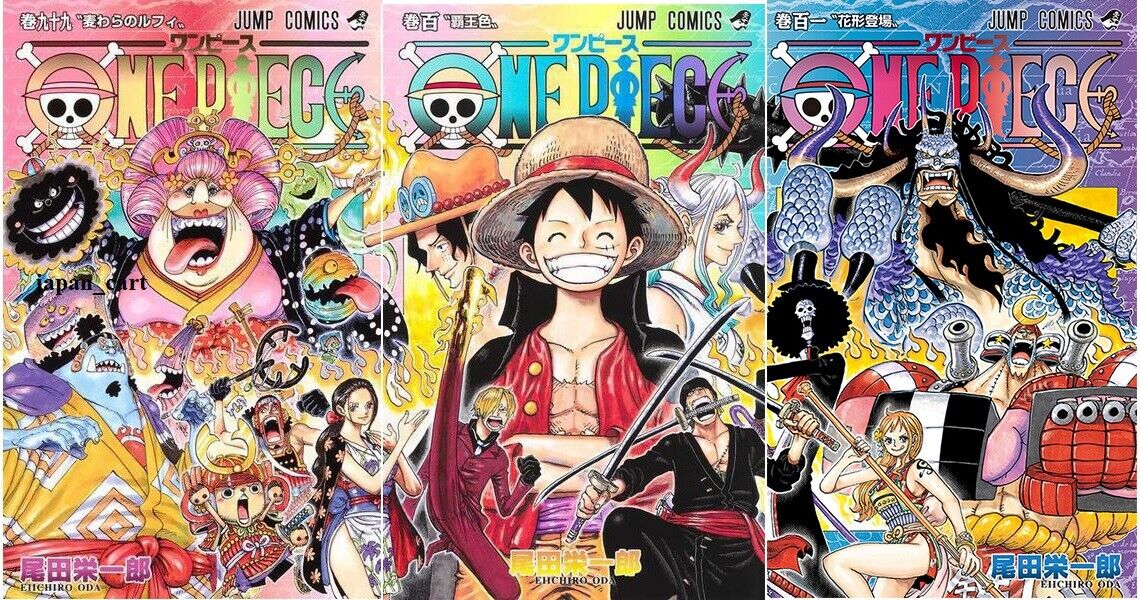 巻九十九〝麦わらのルフィ〟
JUMP COMICS
ワンピース
ONE PIECE
japan_cart
尾田栄一郎
EIICHIRO ODA
巻百〝覇王色〟
JUMP COMICS
ワンピース
ONE PIECE
尾田栄一郎
EIICHIRO ODA
巻百一〝花形登場〟
JUMP COMICS
ワンピース
ONE PIECE
尾田栄一郎
EIICHIRO ODA